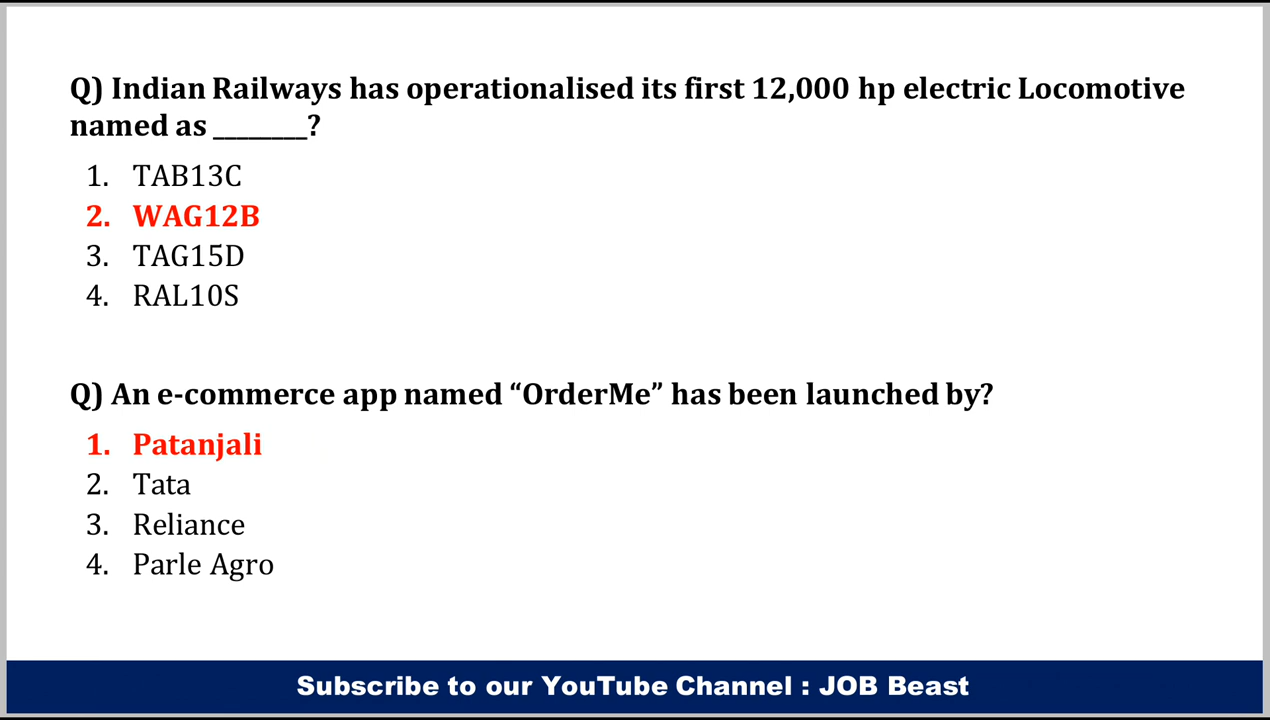 Q) Indian Railways has operationalised its first 12,000 hp electric Locomotive
named as ________?
1. TAB13C
2. WAG12B
3. TAG15D
4. RAL10S
Q) An e-commerce app named “OrderMe” has been launched by?
1. Patanjali
2. Tata
3. Reliance
4. Parle Agro
Subscribe to our YouTube Channel : JOB Beast